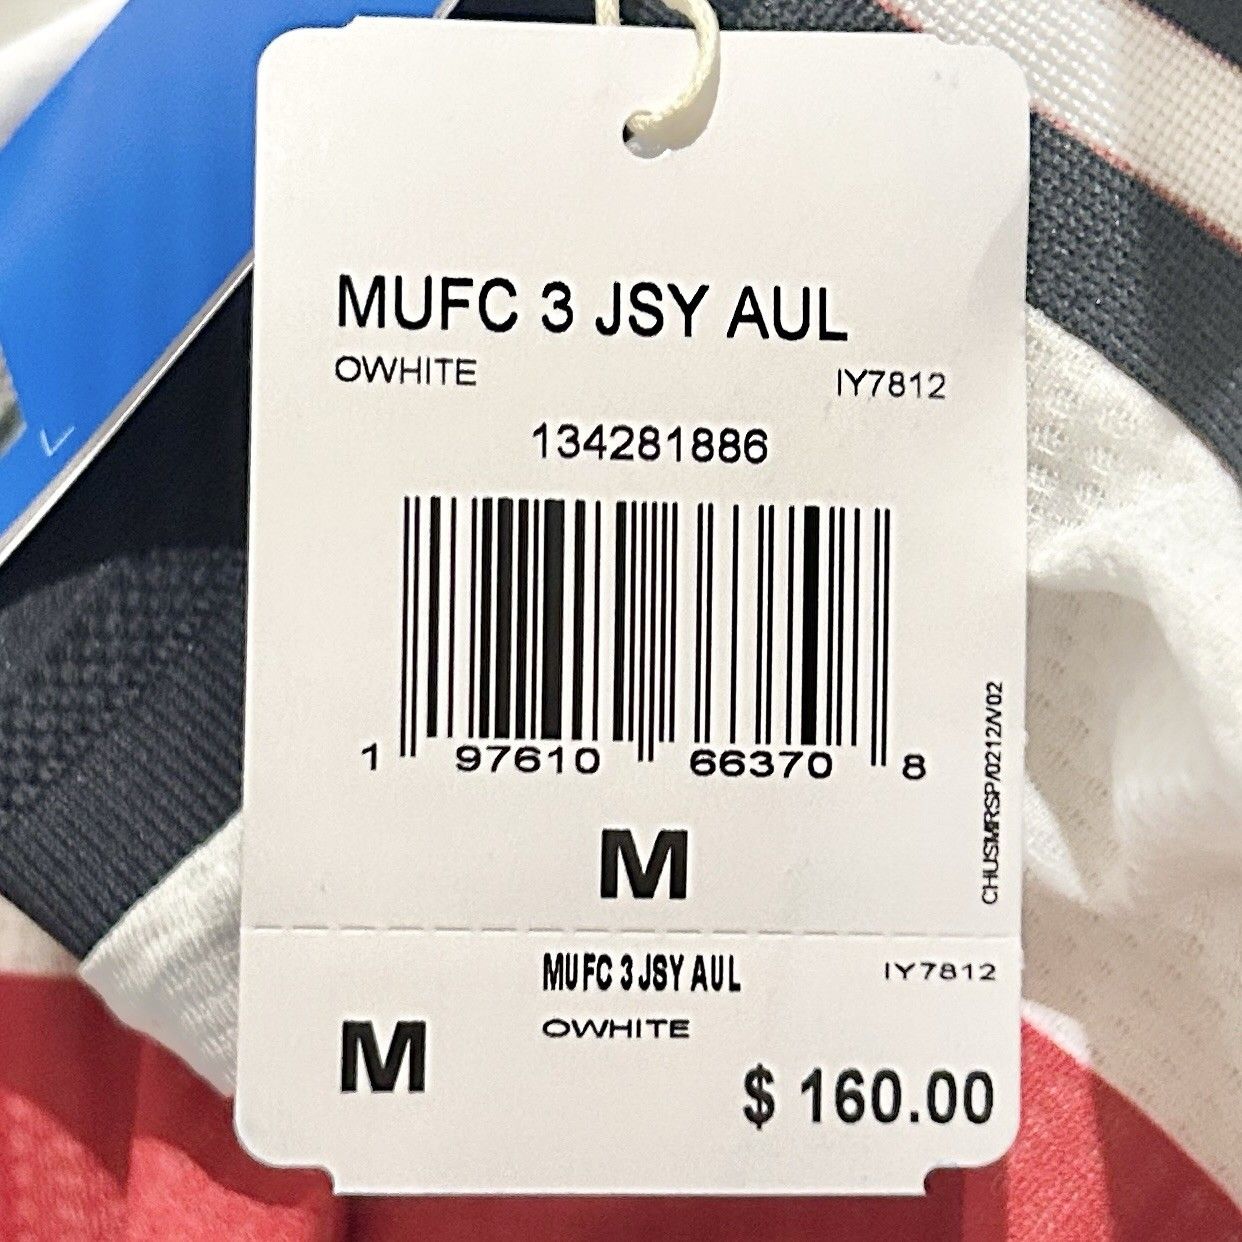 MUFC 3 JSY AUL
OWHITE IY7812
134281886
1 97610 66370 8
CHUSMRSP/0212/V02
M
MUFC 3 JSY AUL IY7812
OWHITE
M
$ 160.00